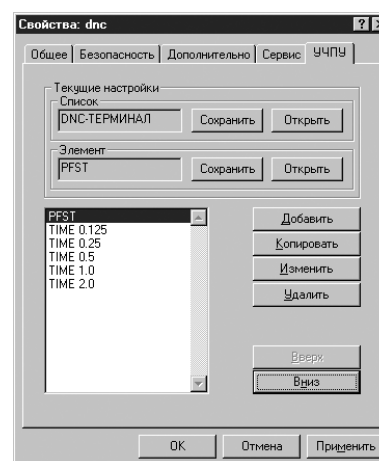 Свойства: dnc
Общее Безопасность Дополнительно Сервис УЧПУ
Текущие настройки
Список
DNC-ТЕРМИНАЛ Сохранить Открыть
Элемент
PFST Сохранить Открыть
PFST
TIME 0.125
TIME 0.25
TIME 0.5
TIME 1.0
TIME 2.0
Добавить
Копировать
Изменить
Удалить
Вверх
Вниз
OK Отмена Применить